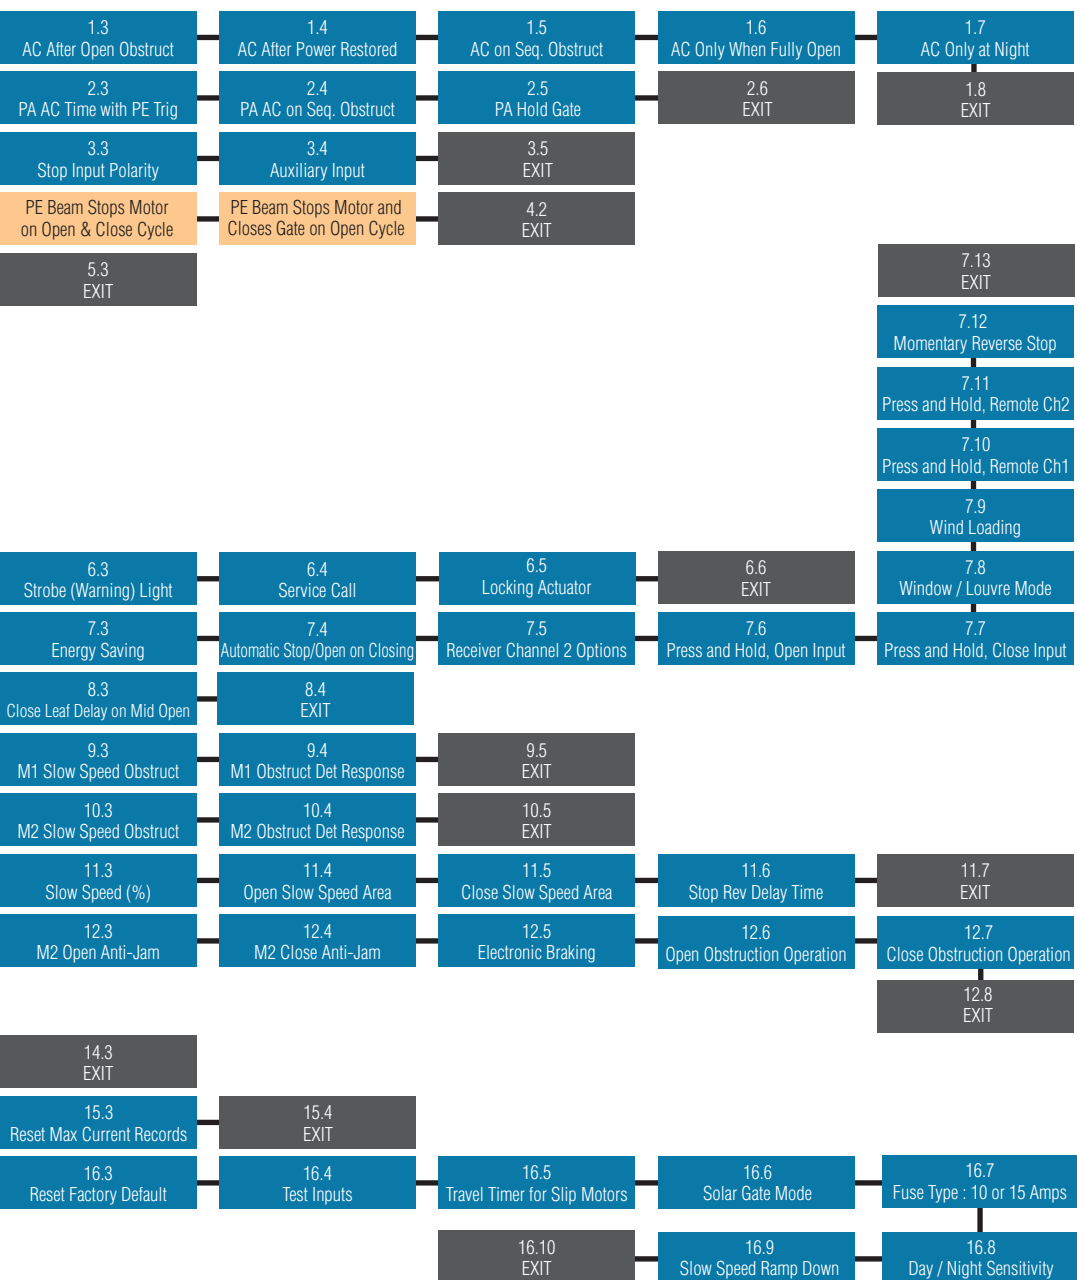 1.3
AC After Open Obstruct
1.4
AC After Power Restored
1.5
AC on Seq. Obstruct
1.6
AC Only When Fully Open
1.7
AC Only at Night
1.8
EXIT
2.3
PA AC Time with PE Trig
2.4
PA AC on Seq. Obstruct
2.5
PA Hold Gate
2.6
EXIT
3.3
Stop Input Polarity
3.4
Auxiliary Input
3.5
EXIT
PE Beam Stops Motor
on Open & Close Cycle
PE Beam Stops Motor and
Closes Gate on Open Cycle
4.2
EXIT
5.3
EXIT
7.13
EXIT
7.12
Momentary Reverse Stop
7.11
Press and Hold, Remote Ch2
7.10
Press and Hold, Remote Ch1
7.9
Wind Loading
6.3
Strobe (Warning) Light
6.4
Service Call
6.5
Locking Actuator
6.6
EXIT
7.8
Window / Louvre Mode
7.3
Energy Saving
7.4
Automatic Stop/Open on Closing
7.5
Receiver Channel 2 Options
7.6
Press and Hold, Open Input
7.7
Press and Hold, Close Input
8.3
Close Leaf Delay on Mid Open
8.4
EXIT
9.3
M1 Slow Speed Obstruct
9.4
M1 Obstruct Det Response
9.5
EXIT
10.3
M2 Slow Speed Obstruct
10.4
M2 Obstruct Det Response
10.5
EXIT
11.3
Slow Speed (%)
11.4
Open Slow Speed Area
11.5
Close Slow Speed Area
11.6
Stop Rev Delay Time
11.7
EXIT
12.3
M2 Open Anti-Jam
12.4
M2 Close Anti-Jam
12.5
Electronic Braking
12.6
Open Obstruction Operation
12.7
Close Obstruction Operation
12.8
EXIT
14.3
EXIT
15.3
Reset Max Current Records
15.4
EXIT
16.3
Reset Factory Default
16.4
Test Inputs
16.5
Travel Timer for Slip Motors
16.6
Solar Gate Mode
16.7
Fuse Type : 10 or 15 Amps
16.10
EXIT
16.9
Slow Speed Ramp Down
16.8
Day / Night Sensitivity